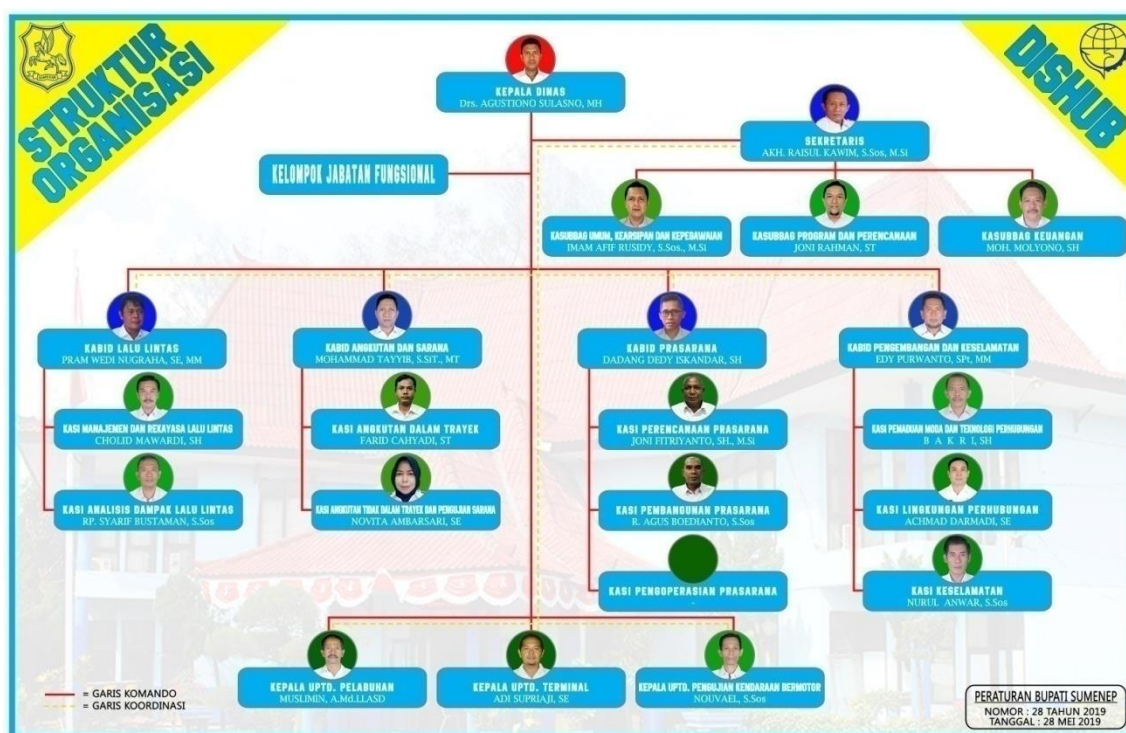 STRUKTUR
ORGANISASI
DISHUB
KEPALA DINAS
Drs. AGUSTIONO SULASNO, MH
SEKRETARIS
AKH. RAISUL KAWIM, S.Sos, M.Si
KELOMPOK JABATAN FUNGSIONAL
KASUBBAG UMUM, KEARSIPAN DAN KEPEGAWAIAN
IMAM AFIF RUSIDY, S.Sos., M.Si
KASUBBAG PROGRAM DAN PERENCANAAN
JONI RAHMAN, ST
KASUBBAG KEUANGAN
MOH. MOLYONO, SH
KABID LALU LINTAS
PRAM WEDI NUGRAHA, SE, MM
KABID ANGKUTAN DAN SARANA
MOHAMMAD TAYYIB, S.SiT., MT
KABID PRASARANA
DADANG DEDY ISKANDAR, SH
KABID PENGEMBANGAN DAN KESELAMATAN
EDY PURWANTO, SPt, MM
KASI MANAJEMEN DAN REKAYASA LALU LINTAS
CHOLID MAWARDI, SH
KASI ANGKUTAN DALAM TRAYEK
FARID CAHYADI, ST
KASI PERENCANAAN PRASARANA
JONI FITRIYANTO, SH., M.Si
KASI PEMADUAN MODA DAN TEKNOLOGI PERHUBUNGAN
B A K R I, SH
KASI ANALISIS DAMPAK LALU LINTAS
RP. SYARIF BUSTAMAN, S.Sos
KASI ANGKUTAN TIDAK DALAM TRAYEK DAN PENGUJIAN SARANA
NOVITA AMBARSARI, SE
KASI PEMBANGUNAN PRASARANA
R. AGUS BOEDIANTO, S.Sos
KASI LINGKUNGAN PERHUBUNGAN
ACHMAD DARMADI, SE
KASI PENGOPERASIAN PRASARANA
-
KASI KESELAMATAN
NURUL ANWAR, S.Sos
KEPALA UPTD. PELABUHAN
MUSLIMIN, A.Md.LLASD
KEPALA UPTD. TERMINAL
ADI SUPRIAJI, SE
KEPALA UPTD. PENGUJIAN KENDARAAN BERMOTOR
NOUVAEL, S.Sos
= GARIS KOMANDO
= GARIS KOORDINASI
PERATURAN BUPATI SUMENEP
NOMOR : 28 TAHUN 2019
TANGGAL : 28 MEI 2019